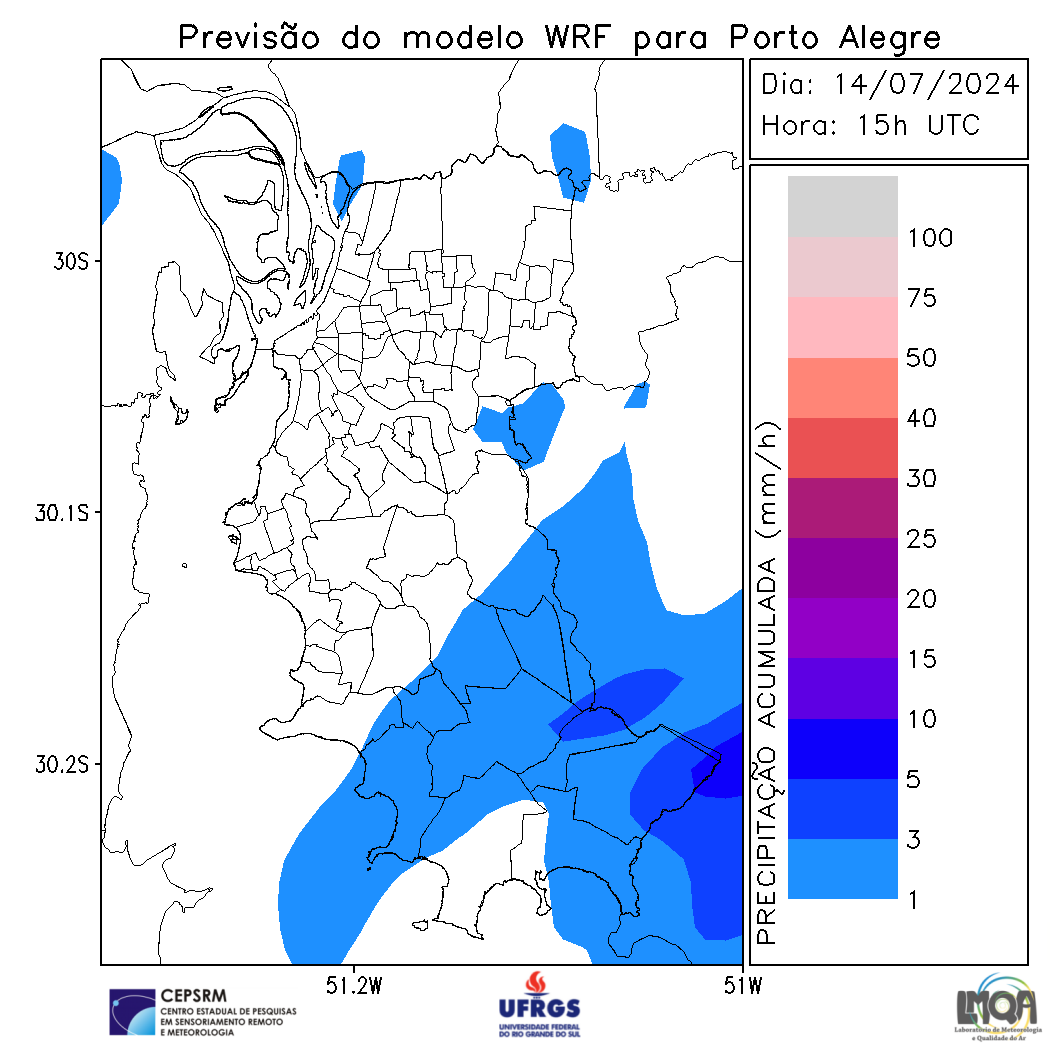 Previsão do modelo WRF para Porto Alegre
Dia: 14/07/2024
Hora: 15h UTC
30S
30.1S
30.2S
51.2W
51W
PRECIPITAÇÃO ACUMULADA (mm/h)
100
75
50
40
30
25
20
15
10
5
3
1
CEPSRM
CENTRO ESTADUAL DE PESQUISAS
EM SENSORIAMENTO REMOTO
E METEOROLOGIA
UFRGS
UNIVERSIDADE FEDERAL
DO RIO GRANDE DO SUL
LMQA
Laboratório de Meteorologia
e Qualidade do Ar